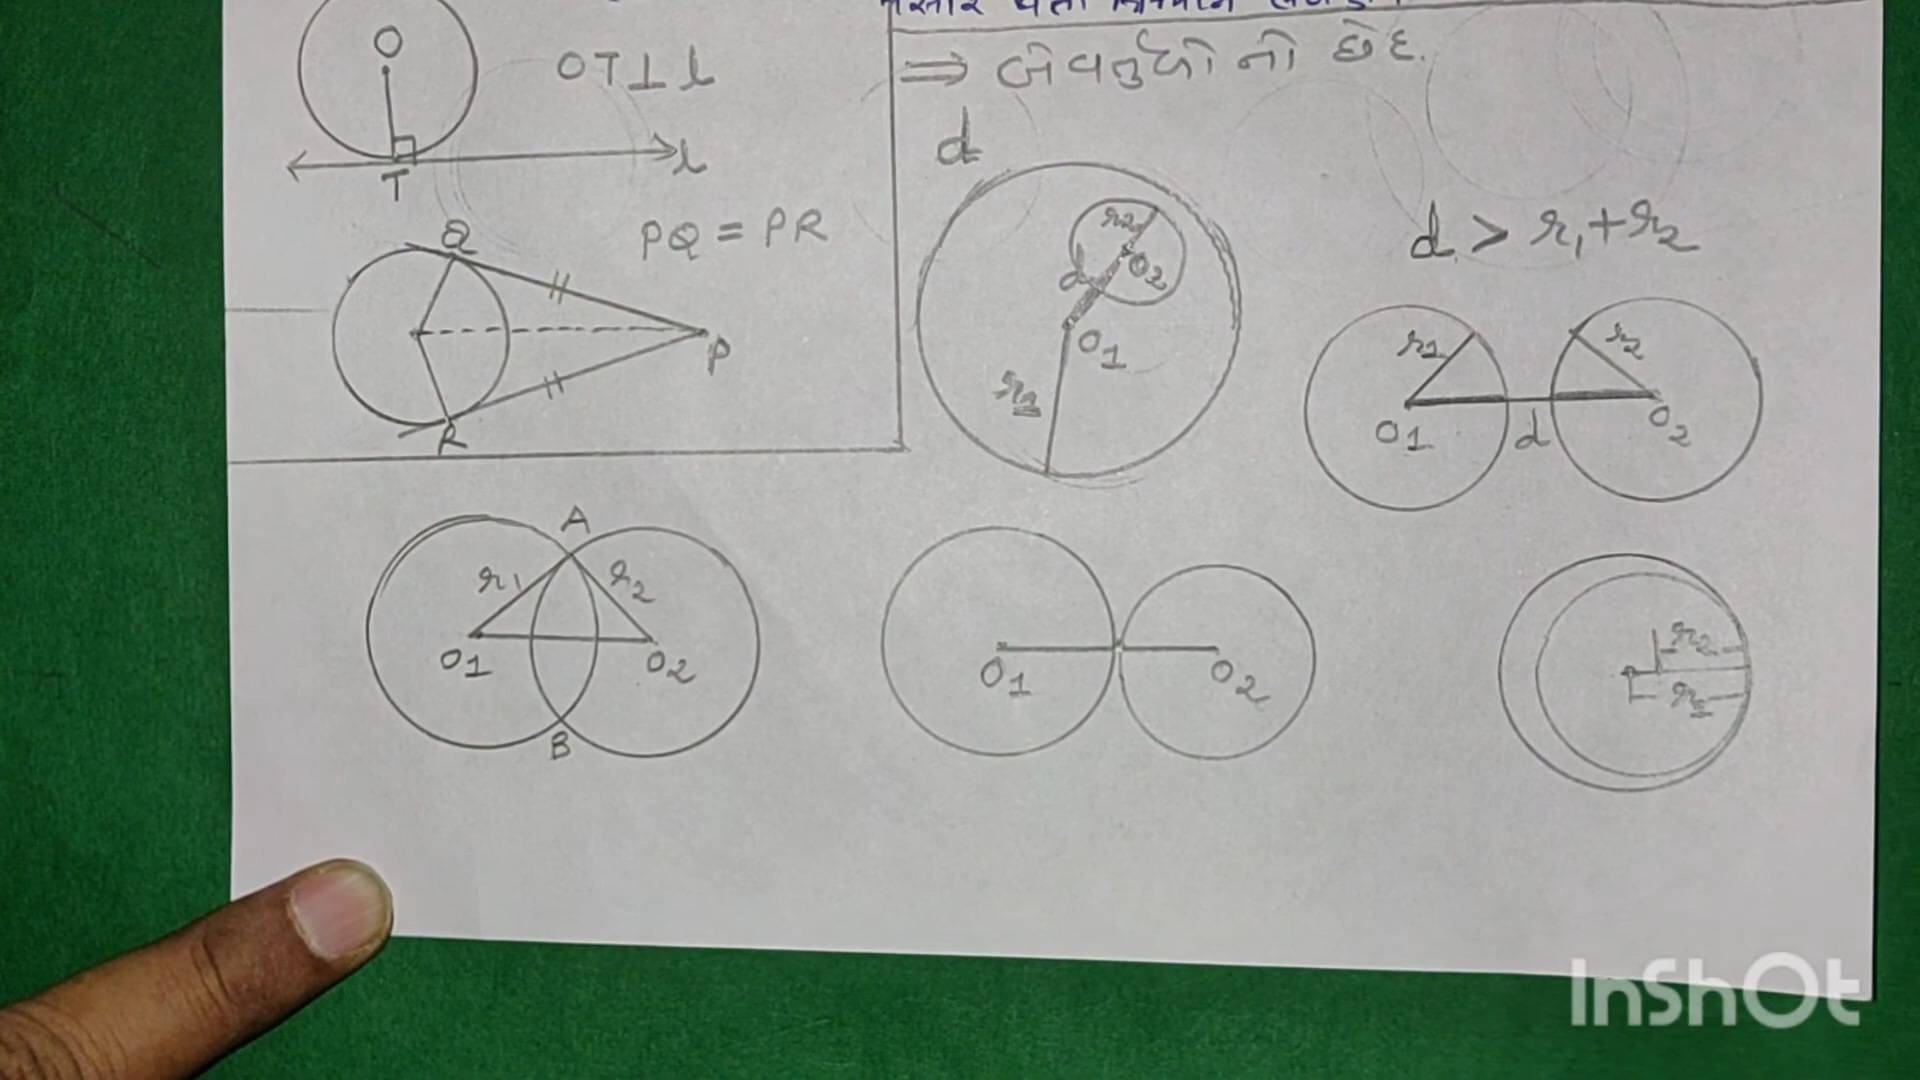 O
OT⊥l
l
T
PQ = PR
Q
P
R
⇒ બે વર્તુળો નો છેદ.
d
r2
d
O2
O1
r1
d > r1+r2
r1
r2
O1
d
O2
A
r1
r2
O1
O2
B
O1
O2
r2
r1
InShOt